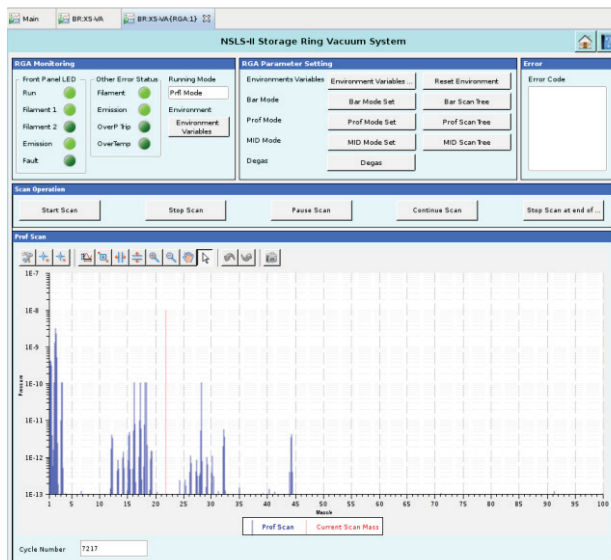 Main BR:XS-VA BR:XS-VA{RGA:1}
NSLS-II Storage Ring Vacuum System
RGA Monitoring
Front Panel LED
Run
Filament 1
Filament 2
Emission
Fault
Other Error Status
Filament
Emission
OverP Trip
OverTemp
Running Mode
Prfl Mode
Environment
Environment
Variables
RGA Parameter Setting
Environments Variables Environment Variables... Reset Environment
Bar Mode Bar Mode Set Bar Scan Tree
Prof Mode Prof Mode Set Prof Scan Tree
MID Mode MID Mode Set MID Scan Tree
Degas Degas
Error
Error Code
Scan Operation
Start Scan Stop Scan Pause Scan Continue Scan Stop Scan at end of ...
Prof Scan
1E-7
1E-8
1E-9
1E-10
1E-11
1E-12
1E-13
Pressure
1 5 10 15 20 25 30 35 40 45 50 55 60 65 70 75 80 85 90 95 100
Mass/e
Prof Scan Current Scan Mass
Cycle Number 7217